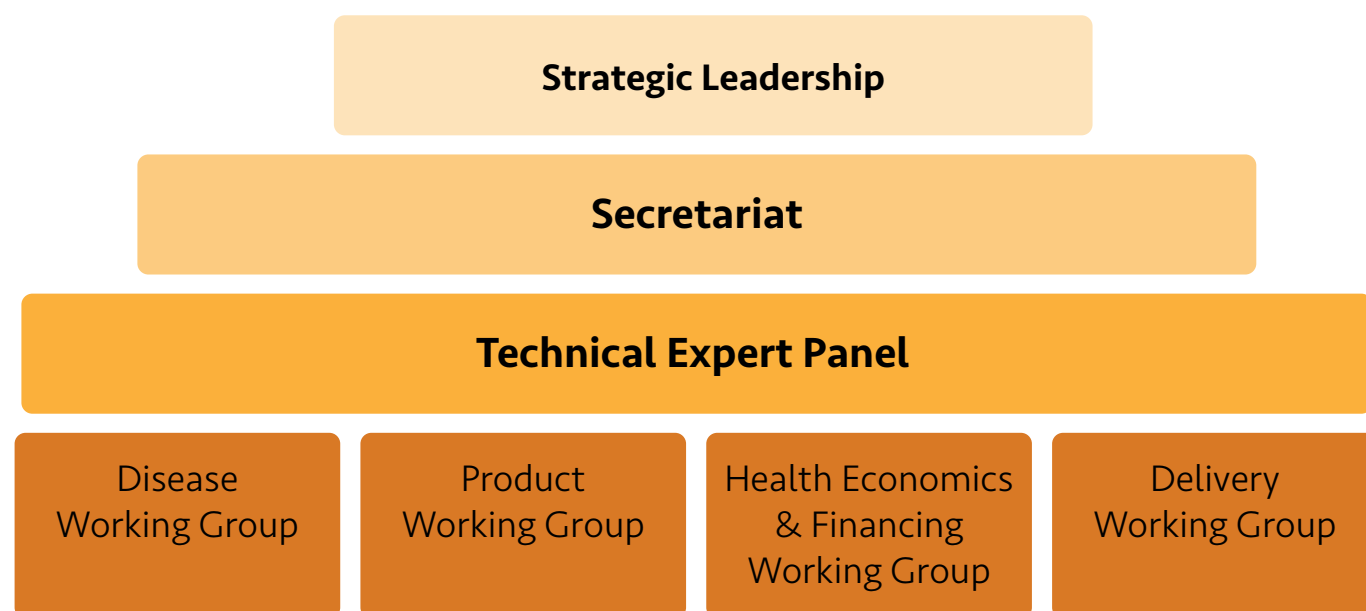 Strategic Leadership
Secretariat
Technical Expert Panel
Disease
Working Group
Product
Working Group
Health Economics
& Financing
Working Group
Delivery
Working Group